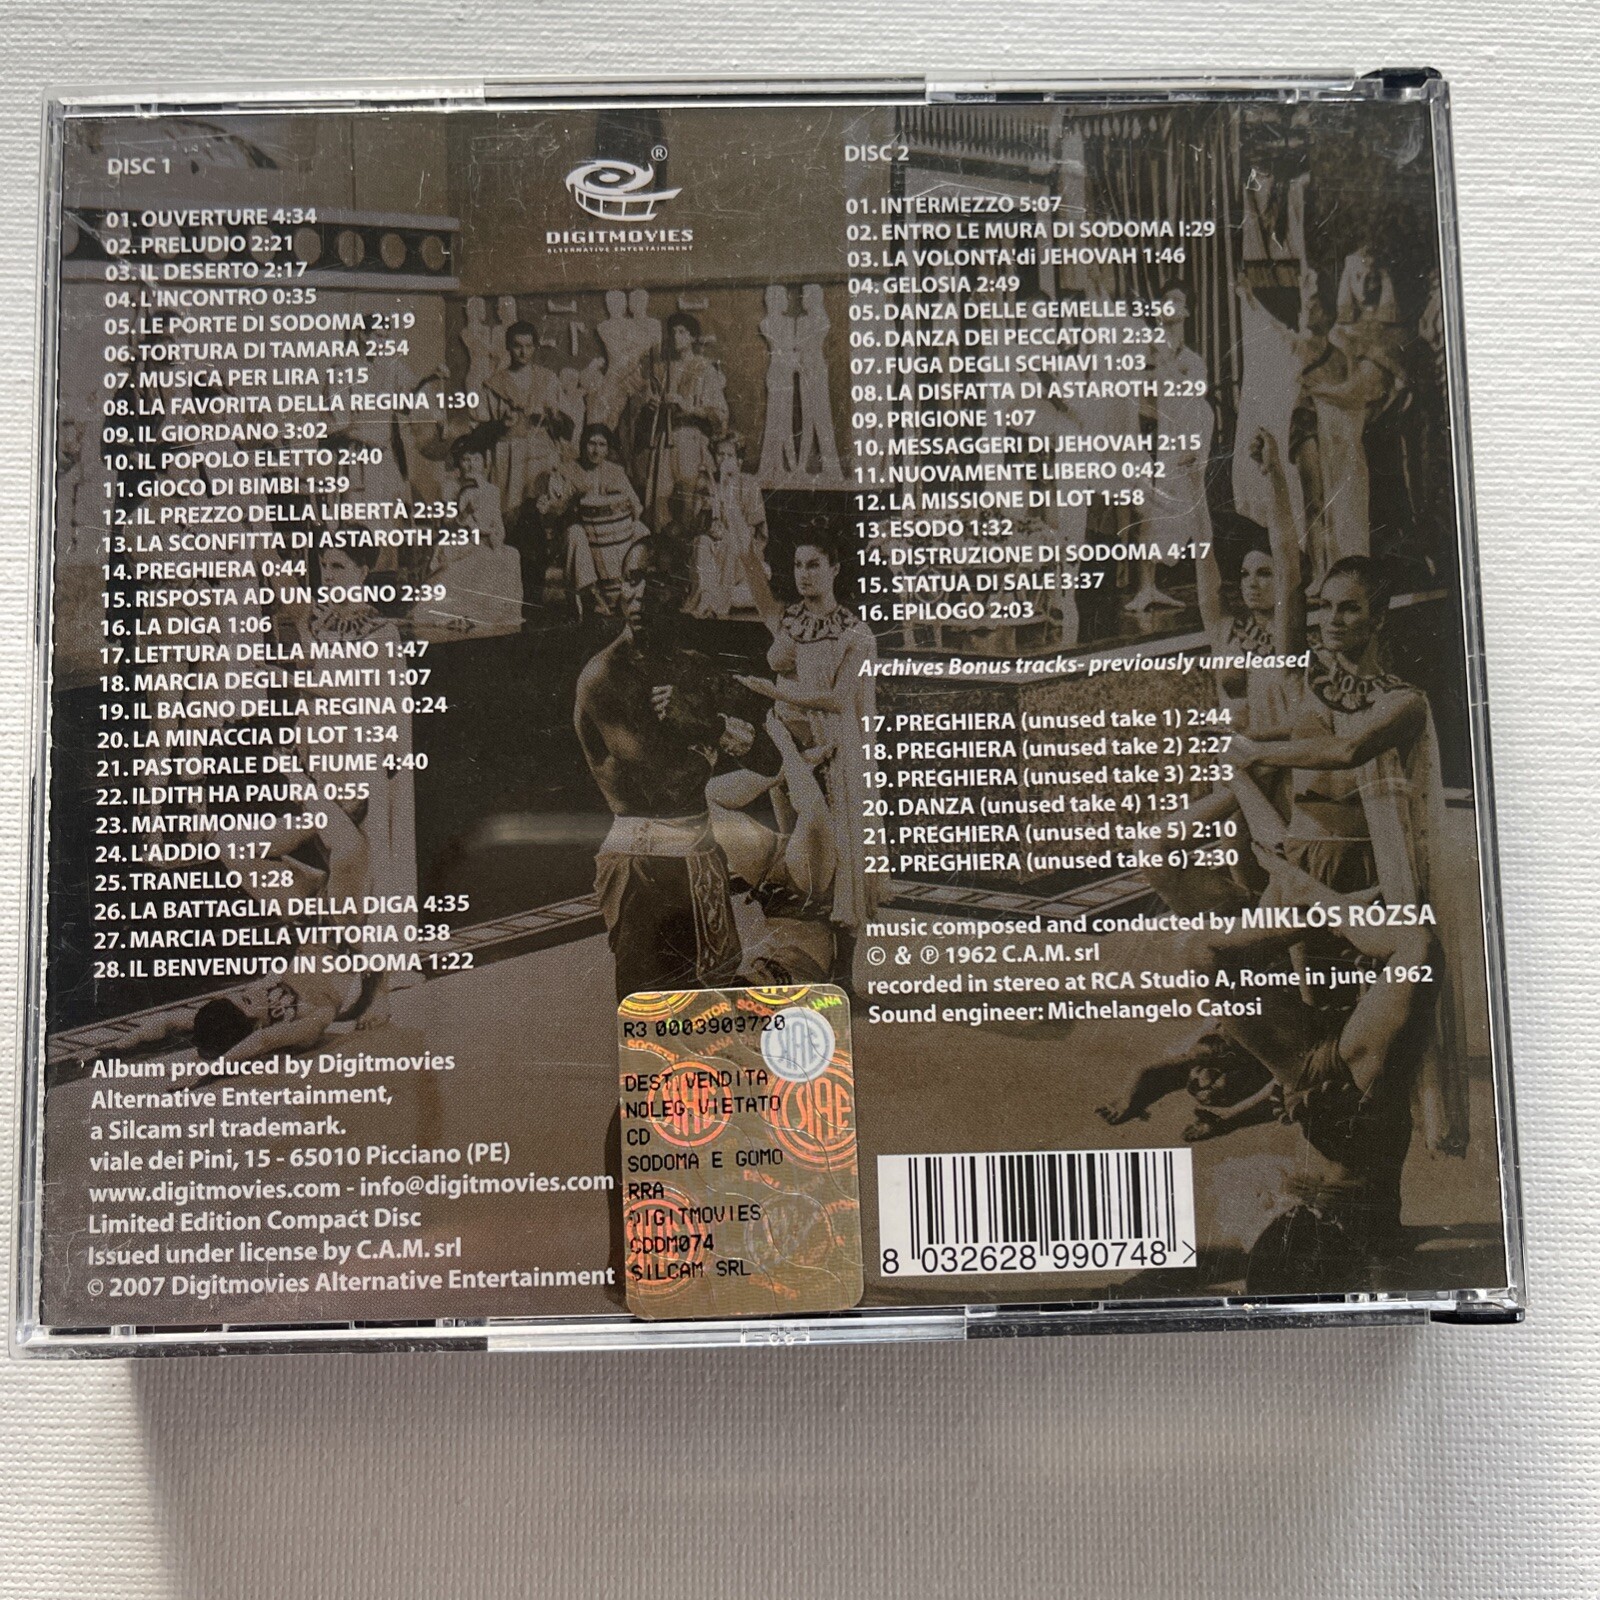 DISC 1
01. OUVERTURE 4:34
02. PRELUDIO 2:21
03. IL DESERTO 2:17
04. L'INCONTRO 0:35
05. LE PORTE DI SODOMA 2:19
06. TORTURA DI TAMARA 2:54
07. MUSICA PER LIRA 1:15
08. LA FAVORITA DELLA REGINA 1:30
09. IL GIORDANO 3:02
10. IL POPOLO ELETTO 2:40
11. GIOCO DI BIMBI 1:39
12. IL PREZZO DELLA LIBERTÀ 2:35
13. LA SCONFITTA DI ASTAROTH 2:31
14. PREGHIERA 0:44
15. RISPOSTA AD UN SOGNO 2:39
16. LA DIGA 1:06
17. LETTURA DELLA MANO 1:47
18. MARCIA DEGLI ELAMITI 1:07
19. IL BAGNO DELLA REGINA 0:24
20. LA MINACCIA DI LOT 1:34
21. PASTORALE DEL FIUME 4:40
22. ILDITH HA PAURA 0:55
23. MATRIMONIO 1:30
24. L'ADDIO 1:17
25. TRANELLO 1:28
26. LA BATTAGLIA DELLA DIGA 4:35
27. MARCIA DELLA VITTORIA 0:38
28. IL BENVENUTO IN SODOMA 1:22
Album produced by Digitmovies
Alternative Entertainment,
a Silcam srl trademark.
viale dei Pini, 15 - 65010 Picciano (PE)
www.digitmovies.com - info@digitmovies.com
Limited Edition Compact Disc
Issued under license by C.A.M. srl
© 2007 Digitmovies Alternative Entertainment
®
DIGITMOVIES
ALTERNATIVE ENTERTAINMENT
DISC 2
01. INTERMEZZO 5:07
02. ENTRO LE MURA DI SODOMA I:29
03. LA VOLONTA'di JEHOVAH 1:46
04. GELOSIA 2:49
05. DANZA DELLE GEMELLE 3:56
06. DANZA DEI PECCATORI 2:32
07. FUGA DEGLI SCHIAVI 1:03
08. LA DISFATTA DI ASTAROTH 2:29
09. PRIGIONE 1:07
10. MESSAGGERI DI JEHOVAH 2:15
11. NUOVAMENTE LIBERO 0:42
12. LA MISSIONE DI LOT 1:58
13. ESODO 1:32
14. DISTRUZIONE DI SODOMA 4:17
15. STATUA DI SALE 3:37
16. EPILOGO 2:03
Archives Bonus tracks- previously unreleased
17. PREGHIERA (unused take 1) 2:44
18. PREGHIERA (unused take 2) 2:27
19. PREGHIERA (unused take 3) 2:33
20. DANZA (unused take 4) 1:31
21. PREGHIERA (unused take 5) 2:10
22. PREGHIERA (unused take 6) 2:30
music composed and conducted by MIKLÓS RÓZSA
© & ℗ 1962 C.A.M. srl
recorded in stereo at RCA Studio A, Rome in june 1962
Sound engineer: Michelangelo Catosi
R3 0003909720
SIAE
DEST.VENDITA
NOLEG.VIETATO
CD
SODOMA E GOMO
RRA
DIGITMOVIES
CDDM074
SILCAM SRL
8 032628 990748 >